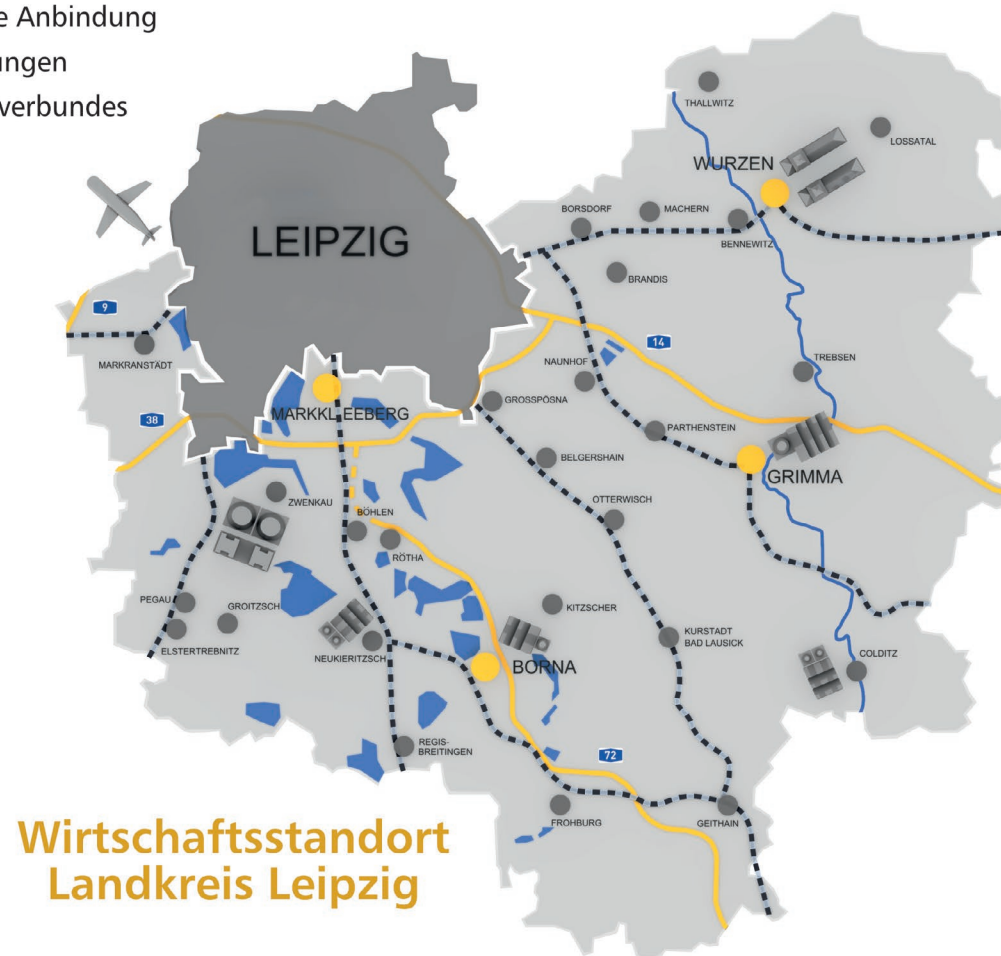 e Anbindung
ungen
verbundes
THALLWITZ
LOSSATAL
WURZEN
BORSDORF
MACHERN
BENNEWITZ
LEIPZIG
BRANDIS
9
MARKRANSTÄDT
14
NAUNHOF
TREBSEN
GROSSPÖSNA
MARKKLEEBERG
38
PARTHENSTEIN
BELGERSHAIN
GRIMMA
ZWENKAU
OTTERWISCH
BÖHLEN
RÖTHA
PEGAU
GROITZSCH
KITZSCHER
ELSTERTREBNITZ
NEUKIERITZSCH
KURSTADT
BAD LAUSICK
COLDITZ
BORNA
REGIS-
BREITINGEN
72
FROHBURG
GEITHAIN
Wirtschaftsstandort
Landkreis Leipzig